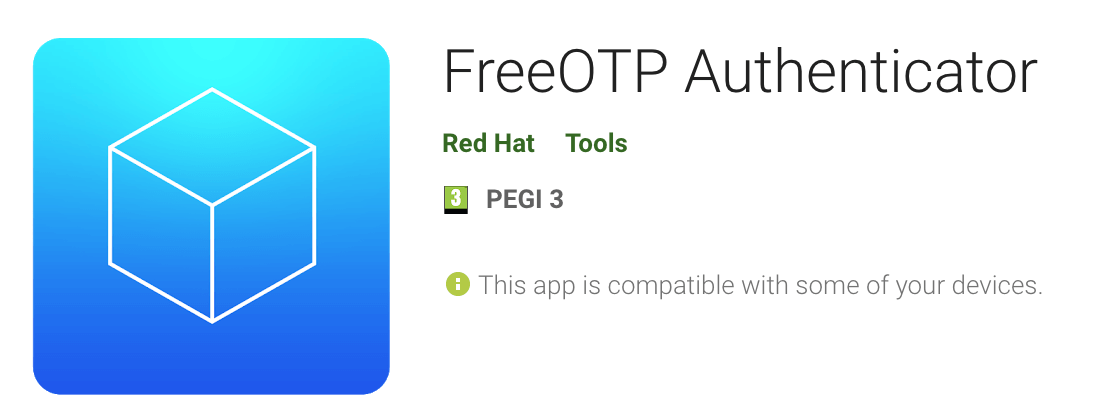 FreeOTP Authenticator
Red Hat Tools
3 PEGI 3
This app is compatible with some of your devices.